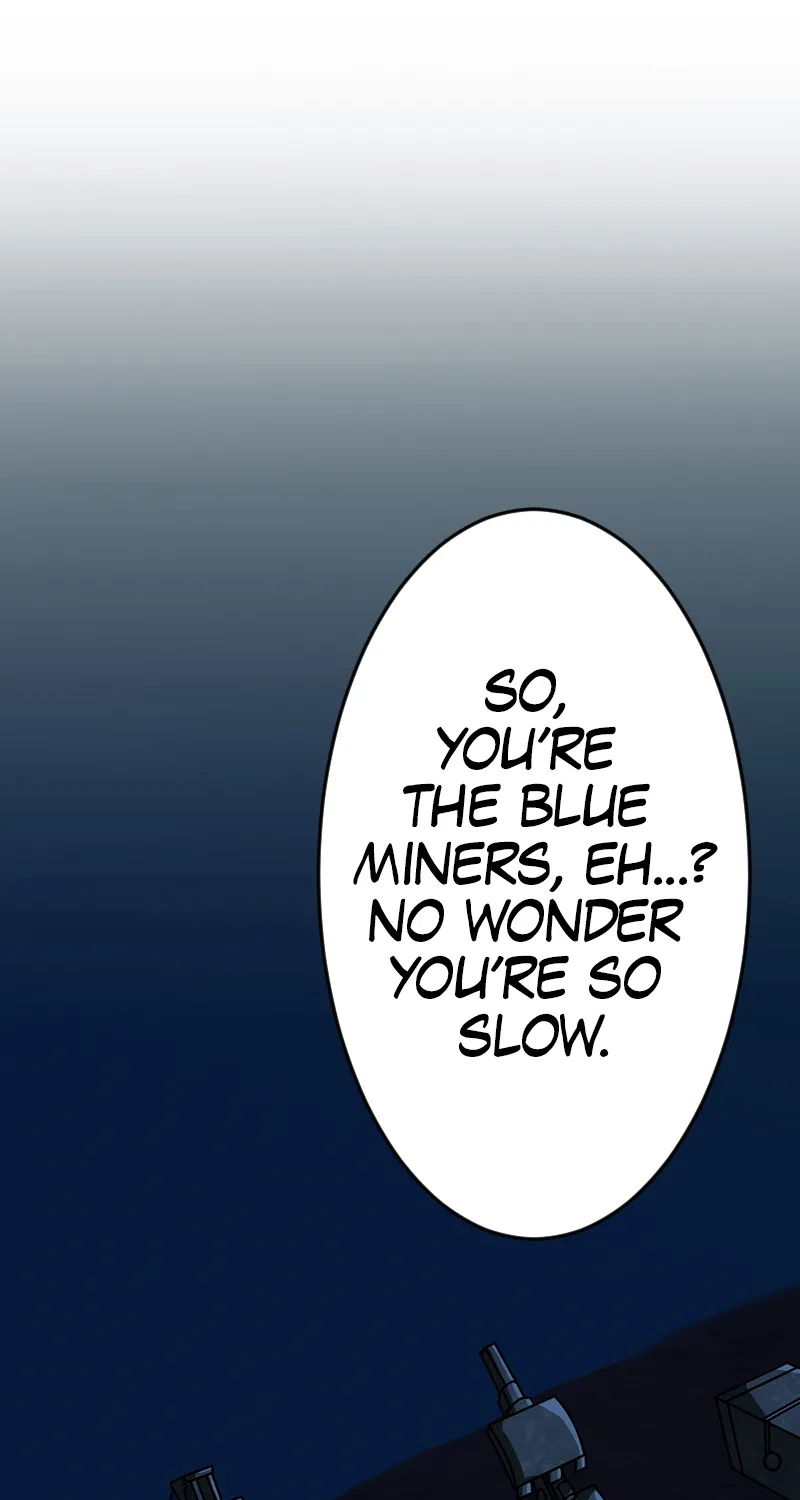 SO,
YOU'RE
THE BLUE
MINERS, EH...?
NO WONDER
YOU'RE SO
SLOW.